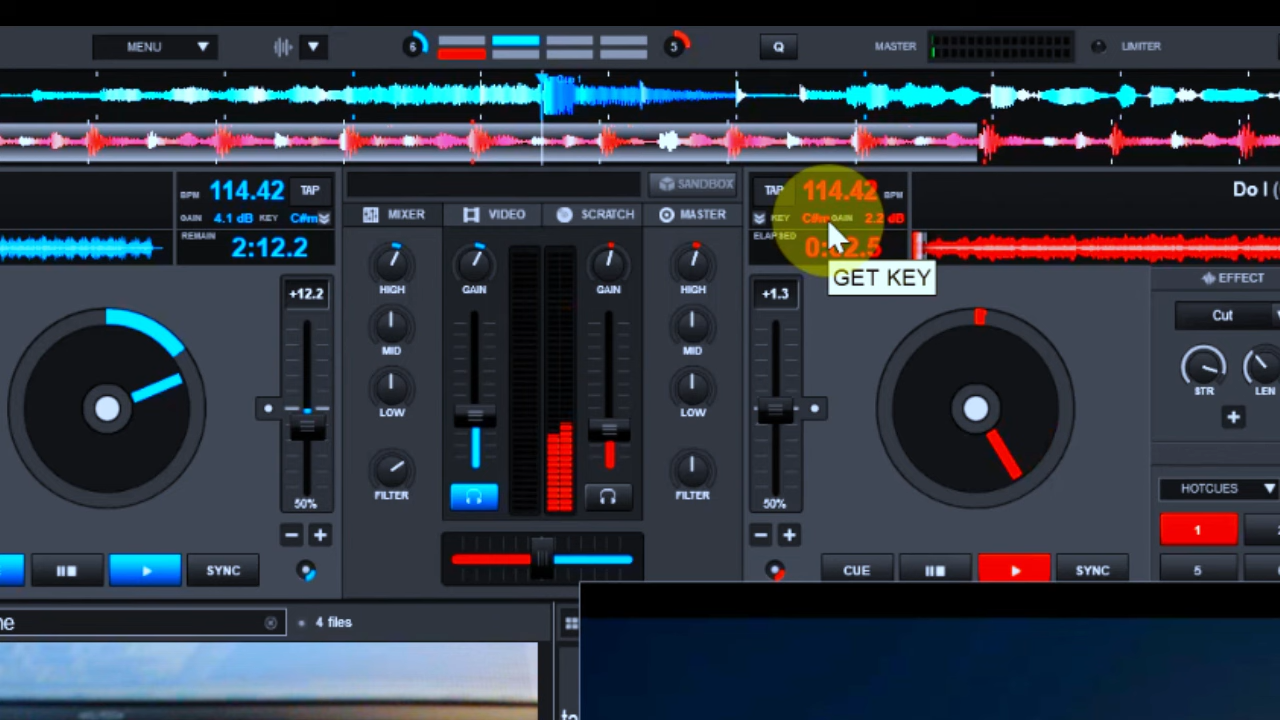 MENU
6
5
Q
MASTER
LIMITER
BPM 114.42 TAP
GAIN 4.1 dB KEY C#m
REMAIN
2:12.2
SANDBOX
MIXER VIDEO SCRATCH MASTER
TAP 114.42 BPM
KEY C#m GAIN 2.2 dB
ELAPSED
GET KEY
Do I (
EFFECT
Cut
STR
LEN
+
+12.2
50%
HIGH
MID
LOW
FILTER
GAIN
GAIN
HIGH
MID
LOW
FILTER
+1.3
50%
HOTCUES
1
5
SYNC
CUE
SYNC
4 files